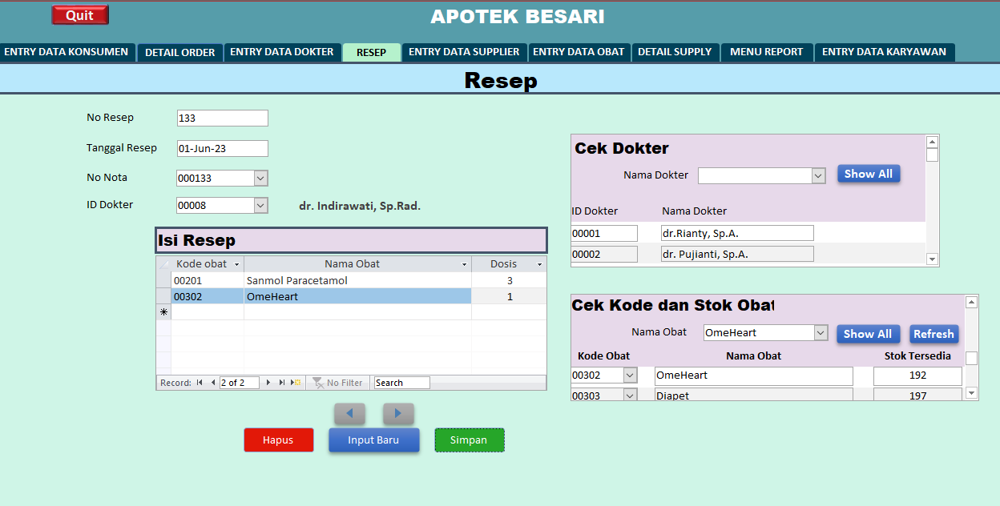 Quit
APOTEK BESARI
ENTRY DATA KONSUMEN DETAIL ORDER ENTRY DATA DOKTER RESEP ENTRY DATA SUPPLIER ENTRY DATA OBAT DETAIL SUPPLY MENU REPORT ENTRY DATA KARYAWAN
Resep
No Resep 133
Tanggal Resep 01-Jun-23
No Nota 000133
ID Dokter 00008 dr. Indirawati, Sp.Rad.
Isi Resep
Kode obat Nama Obat Dosis
00201 Sanmol Paracetamol 3
00302 OmeHeart 1
Record: 2 of 2 No Filter Search
Hapus Input Baru Simpan
Cek Dokter
Nama Dokter Show All
ID Dokter Nama Dokter
00001 dr.Rianty, Sp.A.
00002 dr. Pujianti, Sp.A.
Cek Kode dan Stok Obat
Nama Obat OmeHeart Show All Refresh
Kode Obat Nama Obat Stok Tersedia
00302 OmeHeart 192
00303 Diapet 197